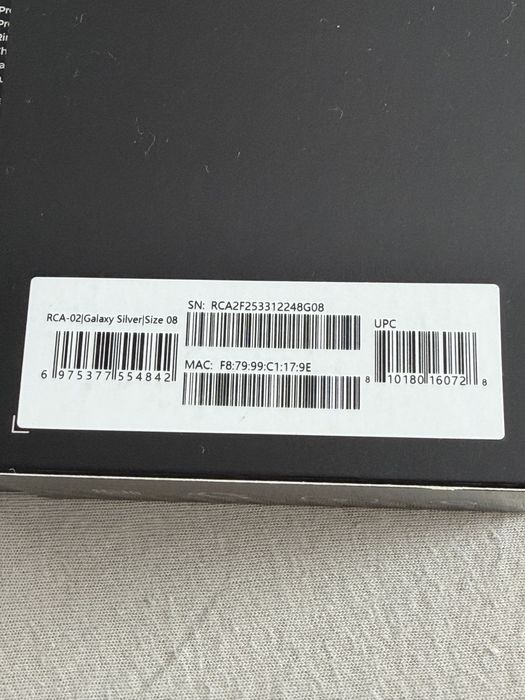 RCA-02|Galaxy Silver|Size 08
6 975377 554842
SN: RCA2F253312248G08
MAC: F8:79:99:C1:17:9E
UPC
8 10180 16072 8